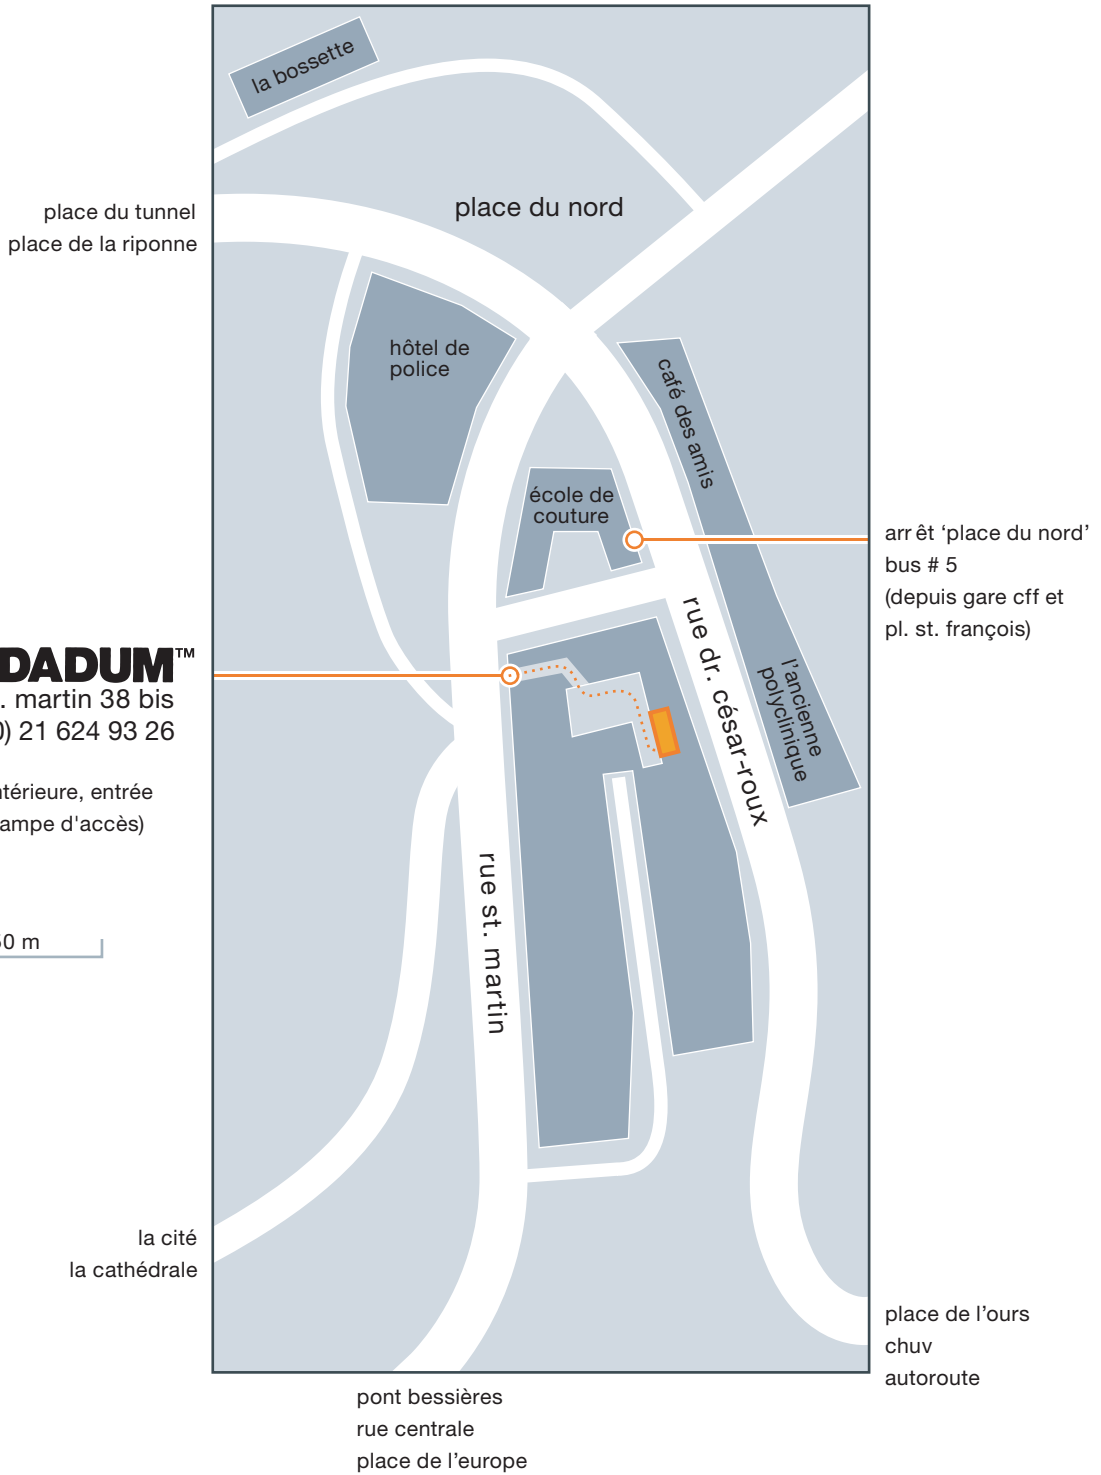 la bossette
place du tunnel
place de la riponne
place du nord
hôtel de
police
café des amis
école de
couture
arrêt ‘place du nord’
bus # 5
(depuis gare cff et
pl. st. françois)
DADUM™
. martin 38 bis
) 21 624 93 26
ntérieure, entrée
ampe d'accès)
rue dr. césar-roux
l’ancienne
polyclinique
rue st. martin
0 m
la cité
la cathédrale
place de l’ours
chuv
autoroute
pont bessières
rue centrale
place de l’europe